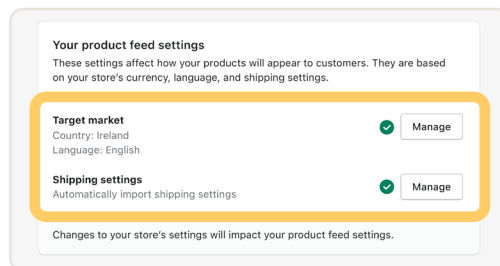 Your product feed settings
These settings affect how your products will appear to customers. They are based
on your store's currency, language, and shipping settings.
Target market
Country: Ireland
Language: English
Manage
Shipping settings
Automatically import shipping settings
Manage
Changes to your store's settings will impact your product feed settings.